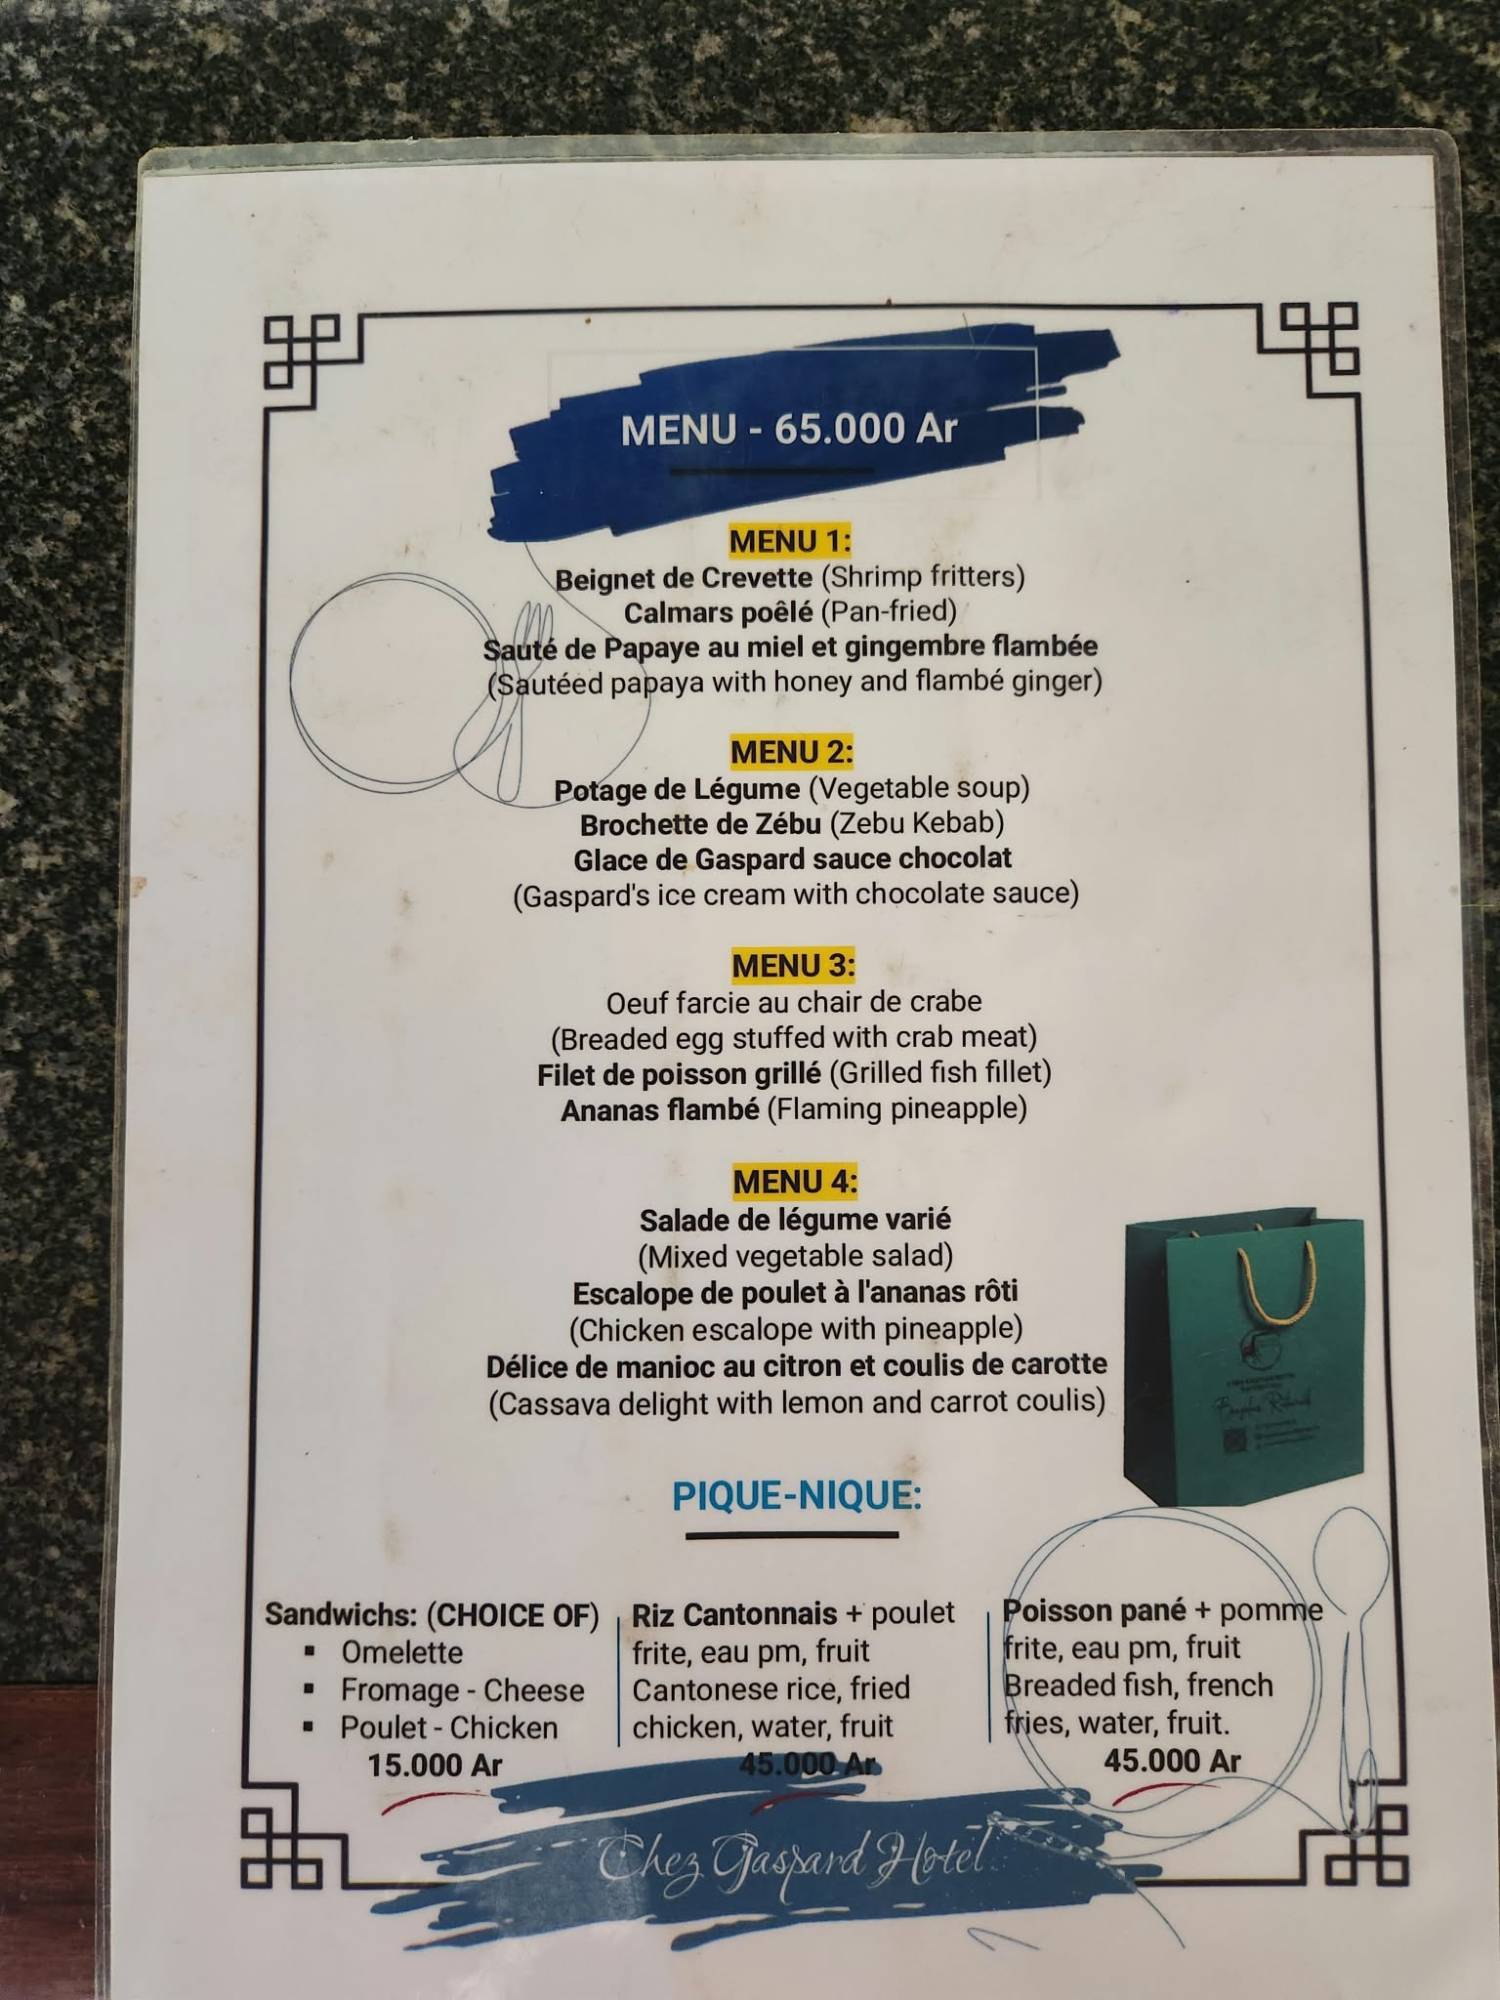 MENU - 65.000 Ar
MENU 1:
Beignet de Crevette (Shrimp fritters)
Calmars poêlé (Pan-fried)
Sauté de Papaye au miel et gingembre flambée
(Sautéed papaya with honey and flambé ginger)
MENU 2:
Potage de Légume (Vegetable soup)
Brochette de Zébu (Zebu Kebab)
Glace de Gaspard sauce chocolat
(Gaspard's ice cream with chocolate sauce)
MENU 3:
Oeuf farcie au chair de crabe
(Breaded egg stuffed with crab meat)
Filet de poisson grillé (Grilled fish fillet)
Ananas flambé (Flaming pineapple)
MENU 4:
Salade de légume varié
(Mixed vegetable salad)
Escalope de poulet à l'ananas rôti
(Chicken escalope with pineapple)
Délice de manioc au citron et coulis de carotte
(Cassava delight with lemon and carrot coulis)
PIQUE-NIQUE:
Sandwichs: (CHOICE OF)
▪ Omelette
▪ Fromage - Cheese
▪ Poulet - Chicken
15.000 Ar
Riz Cantonnais + poulet
frite, eau pm, fruit
Cantonese rice, fried
chicken, water, fruit
45.000 Ar
Poisson pané + pomme
frite, eau pm, fruit
Breaded fish, french
fries, water, fruit.
45.000 Ar
Chez Gaspard Hotel